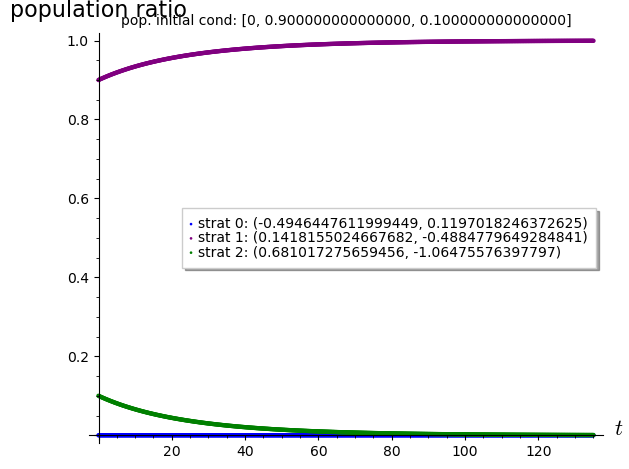 population ratio
pop. initial cond: [0, 0.900000000000000, 0.100000000000000]
1.0
0.8
0.6
strat 0: (-0.4946447611999449, 0.1197018246372625)
strat 1: (0.1418155024667682, -0.4884779649284841)
strat 2: (0.681017275659456, -1.06475576397797)
0.4
0.2
20 40 60 80 100 120 t